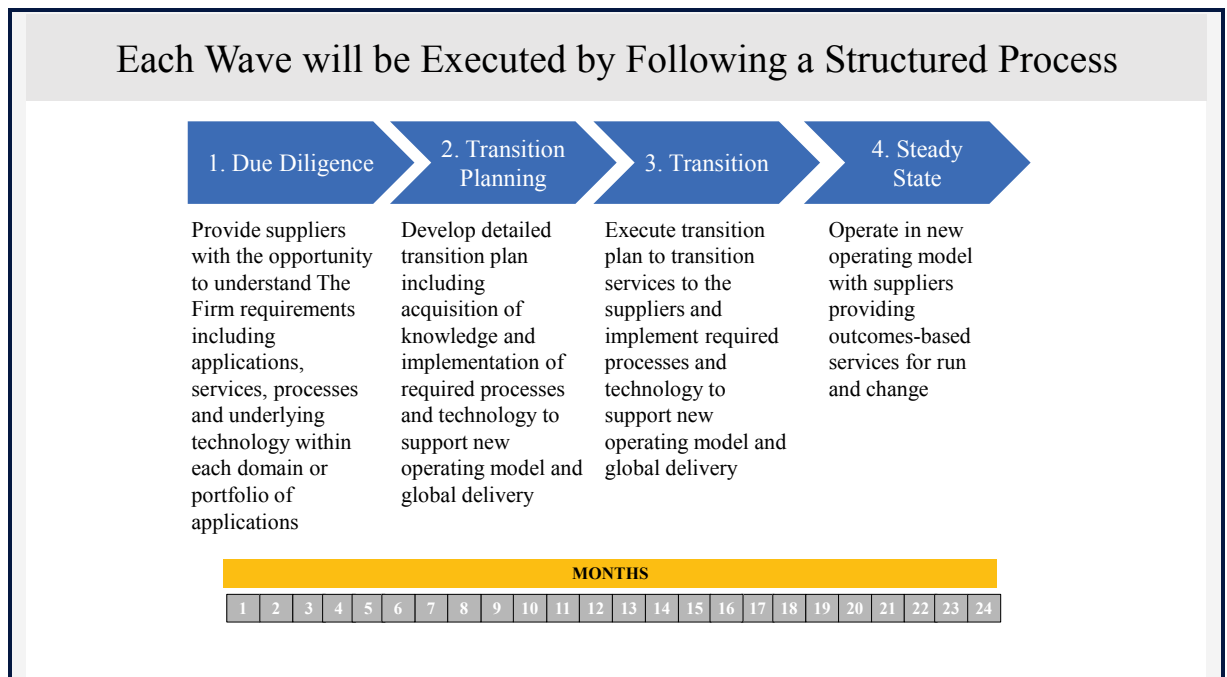 Each Wave will be Executed by Following a Structured Process
1. Due Diligence
2. Transition
Planning
3. Transition
4. Steady
State
Provide suppliers
with the opportunity
to understand The
Firm requirements
including
applications,
services, processes
and underlying
technology within
each domain or
portfolio of
applications
Develop detailed
transition plan
including
acquisition of
knowledge and
implementation of
required processes
and technology to
support new
operating model and
global delivery
Execute transition
plan to transition
services to the
suppliers and
implement required
processes and
technology to
support new
operating model and
global delivery
Operate in new
operating model
with suppliers
providing
outcomes-based
services for run
and change
MONTHS
1 2 3 4 5 6 7 8 9 10 11 12 13 14 15 16 17 18 19 20 21 22 23 24